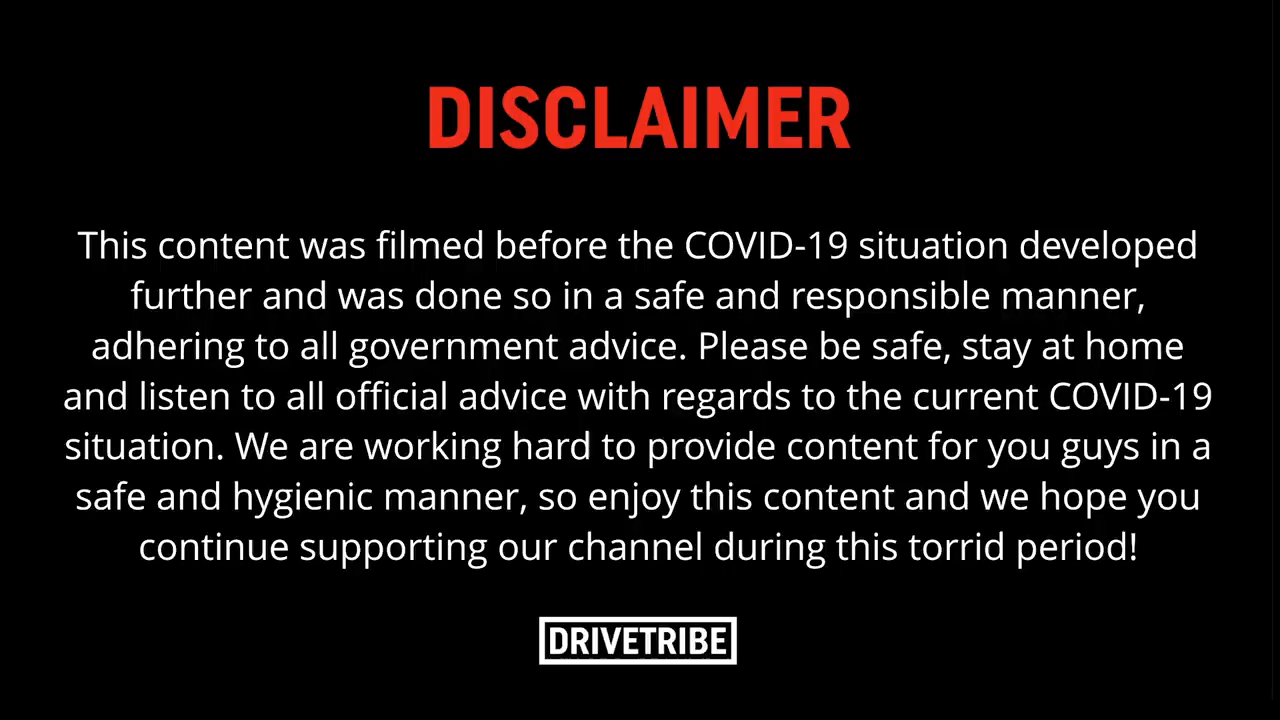 DISCLAIMER
This content was filmed before the COVID-19 situation developed
further and was done so in a safe and responsible manner,
adhering to all government advice. Please be safe, stay at home
and listen to all official advice with regards to the current COVID-19
situation. We are working hard to provide content for you guys in a
safe and hygienic manner, so enjoy this content and we hope you
continue supporting our channel during this torrid period!
DRIVETRIBE